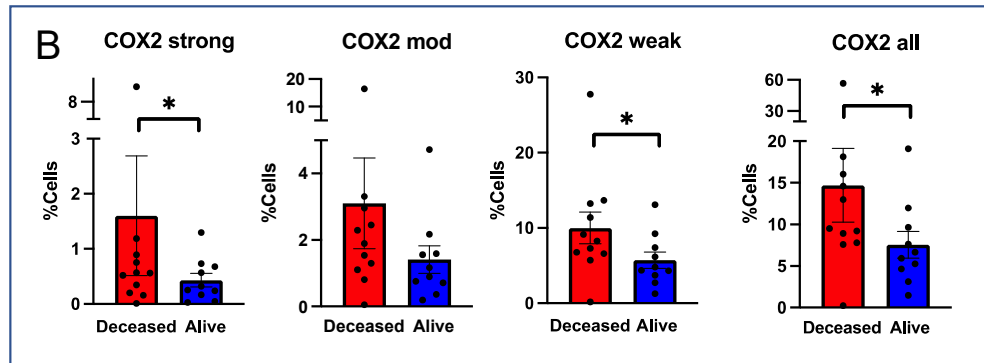 B
COX2 strong
%Cells
8
3
2
1
0
*
Deceased Alive
COX2 mod
%Cells
20
15
10
4
2
0
Deceased Alive
COX2 weak
%Cells
30
20
10
0
*
Deceased Alive
COX2 all
%Cells
60
30
20
15
10
5
0
*
Deceased Alive